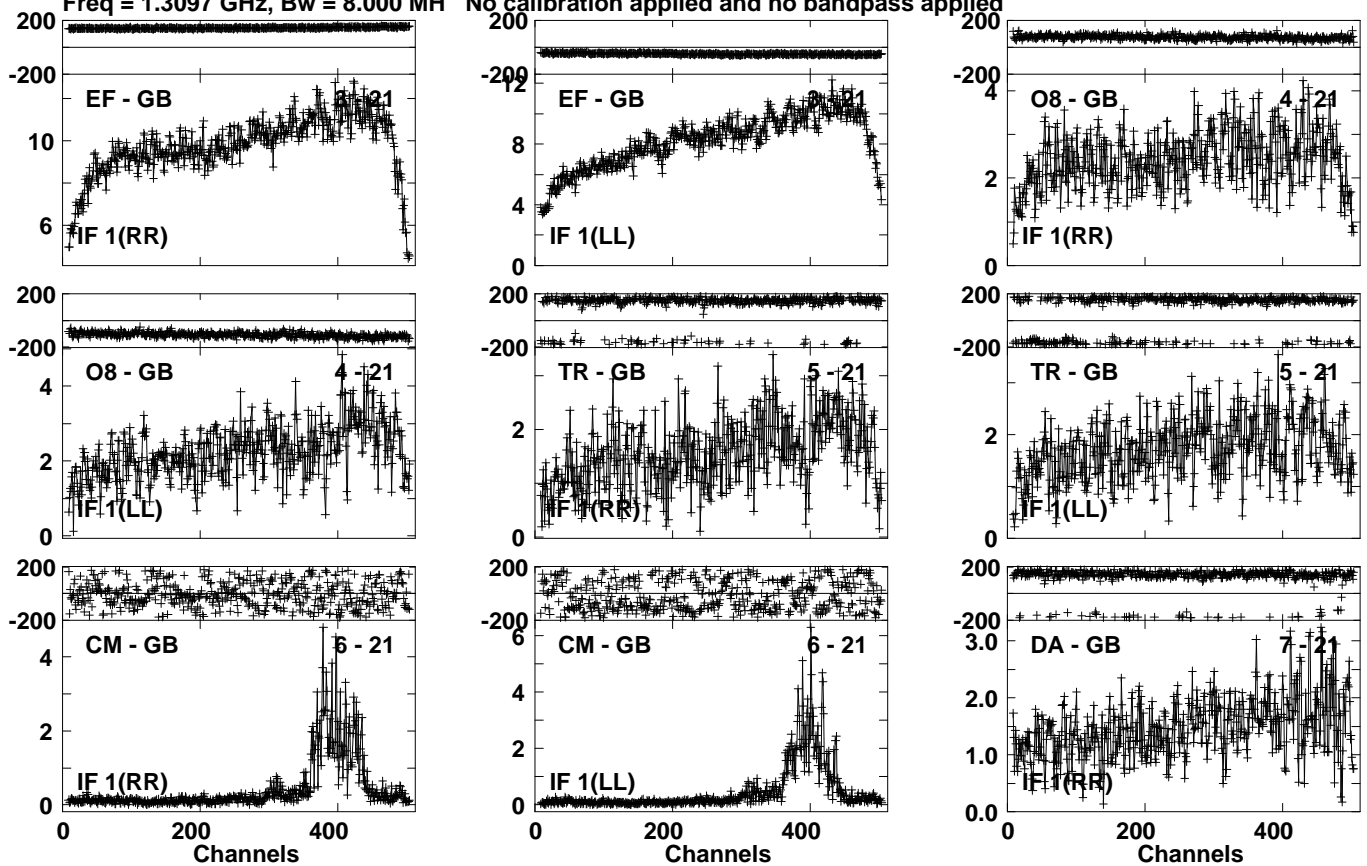 Freq = 1.3097 GHz, Bw = 8.000 MH No calibration applied and no bandpass applied
200
-200
EF - GB 3 - 21
10
6
IF 1(RR)
200
-200
12
EF - GB 3 - 21
8
4
0
IF 1(LL)
200
-200
4
O8 - GB 4 - 21
2
0
IF 1(RR)
200
-200
O8 - GB 4 - 21
4
2
0
IF 1(LL)
200
-200
TR - GB 5 - 21
2
0
IF 1(RR)
200
-200
TR - GB 5 - 21
2
0
IF 1(LL)
200
-200
CM - GB 6 - 21
4
2
0
IF 1(RR)
0 200 400
Channels
200
-200
6
CM - GB 6 - 21
4
2
0
IF 1(LL)
0 200 400
Channels
200
-200
3.0
DA - GB 7 - 21
2.0
1.0
0.0
IF 1(RR)
0 200 400
Channels